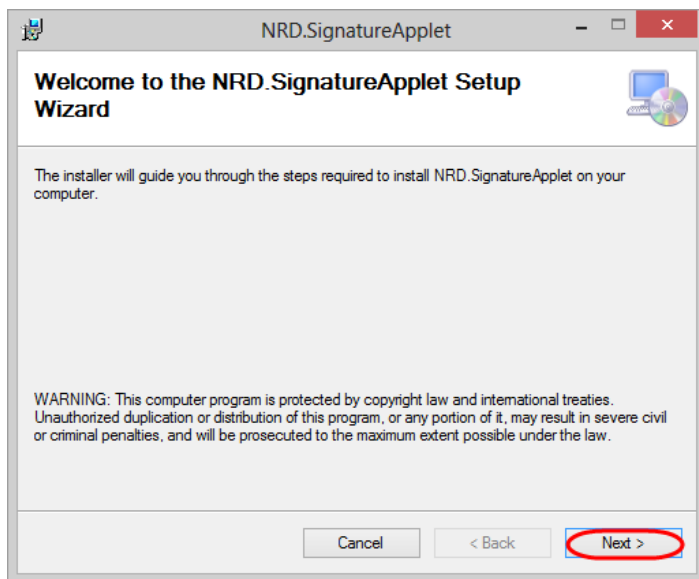 NRD.SignatureApplet
Welcome to the NRD.SignatureApplet Setup
Wizard
The installer will guide you through the steps required to install NRD.SignatureApplet on your
computer.
WARNING: This computer program is protected by copyright law and international treaties.
Unauthorized duplication or distribution of this program, or any portion of it, may result in severe civil
or criminal penalties, and will be prosecuted to the maximum extent possible under the law.
Cancel < Back Next >